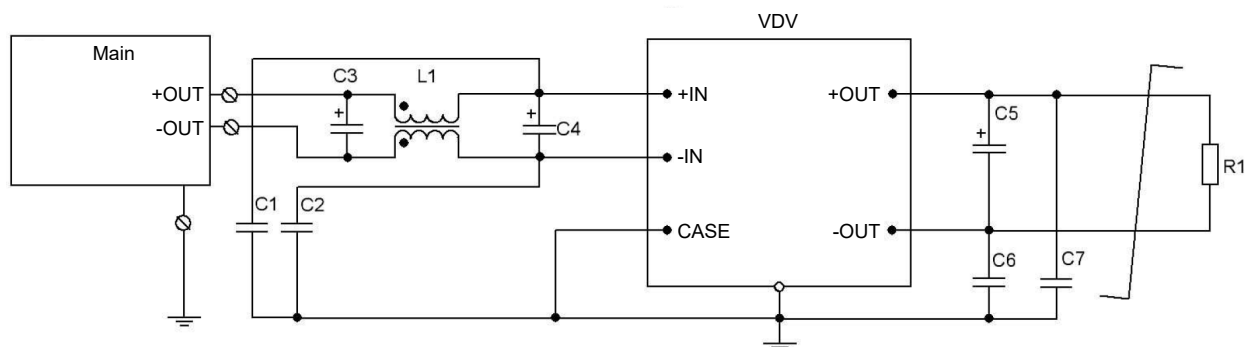 VDV
Main
C3
L1
+OUT
+IN
+OUT
C5
+
+
C4
+
-OUT
-IN
R1
C1
C2
CASE
-OUT
C6
C7